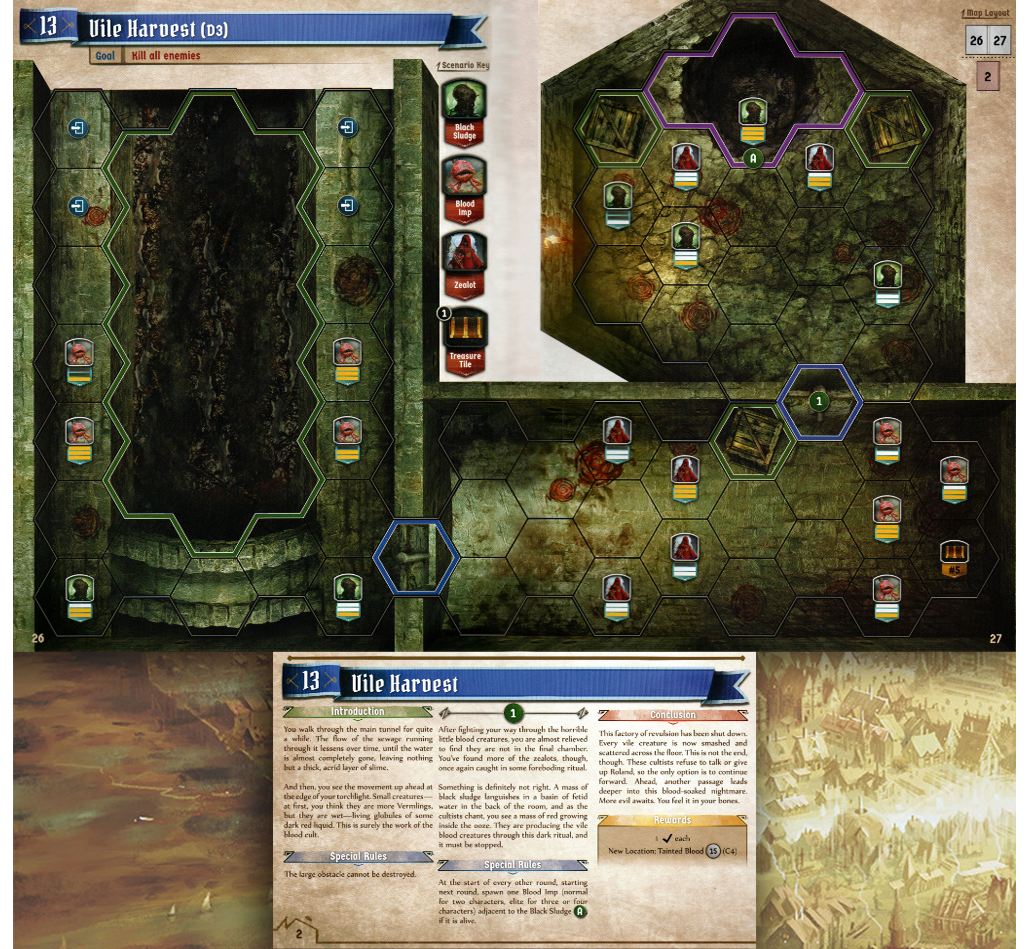 13 Vile Harvest (D3)
Goal Kill all enemies
Scenario Key
Black
Sludge
Blood
Imp
Zealot
1
Treasure
Tile
Map Layout
26 27
2
A
1
#5
26
27
13 Vile Harvest
Introduction
You walk through the main tunnel for quite
a while. The flow of the sewage running
through it lessens over time, until the water
is almost completely gone, leaving nothing
but a thick, acrid layer of slime.
And then, you see the movement up ahead at
the edge of your torchlight. Small creatures—
at first, you think they are more Vermlings,
but they are wet—living globules of some
dark red liquid. This is surely the work of the
blood cult.
Special Rules
The large obstacle cannot be destroyed.
2
1
After fighting your way through the horrible
little blood creatures, you are almost relieved
to find they are not in the final chamber.
You've found more of the zealots, though,
once again caught in some foreboding ritual.
Something is definitely not right. A mass of
black sludge languishes in a basin of fetid
water in the back of the room, and as the
cultists chant, you see a mass of red growing
inside the ooze. They are producing the vile
blood creatures through this dark ritual, and
it must be stopped.
Special Rules
At the start of every other round, starting
next round, spawn one Blood Imp (normal
for two characters, elite for three or four
characters) adjacent to the Black Sludge A
if it is alive.
Conclusion
This factory of revulsion has been shut down.
Every vile creature is now smashed and
scattered across the floor. This is not the end,
though. These cultists refuse to talk or give
up Roland, so the only option is to continue
forward. Ahead, another passage leads
deeper into this blood-soaked nightmare.
More evil awaits. You feel it in your bones.
Rewards
1 ✓ each
New Location: Tainted Blood 15 (C4)